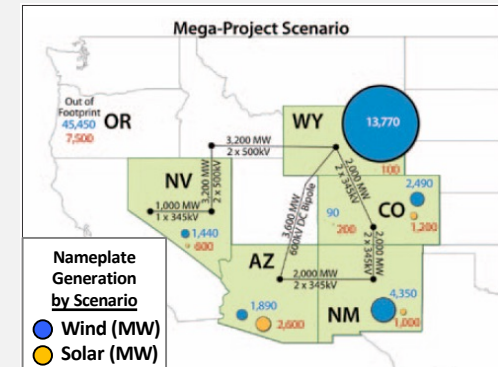 Mega-Project Scenario
Out of
Footprint
45,450
7,500
OR
WY
13,770
100
3,200 MW
2 x 500kV
3,200 MW
2 x 500kV
NV
1,000 MW
1 x 345kV
1,440
600
3,600 MW
600kV DC Bipole
2,000 MW
2 x 345kV
2,490
CO
1,200
90
200
2,000 MW
2 x 345kV
AZ
2,000 MW
2 x 345kV
1,890
2,600
4,350
NM
1,000
Nameplate
Generation
by Scenario
Wind (MW)
Solar (MW)